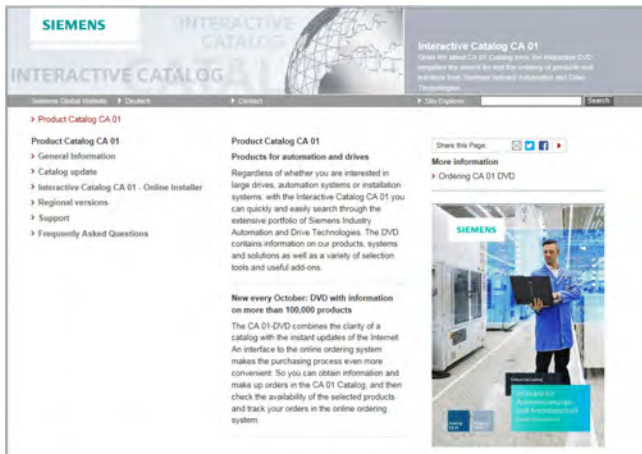 SIEMENS
INTERACTIVE
CATALOG
INTERACTIVE CATALOG
Interactive Catalog CA 01
Siemens Global Website
Deutsch
Contact
Site Explorer
Search
Product Catalog CA 01
Product Catalog CA 01
General Information
Catalog update
Interactive Catalog CA 01 - Online Installer
Regional versions
Support
Frequently Asked Questions
Product Catalog CA 01
Products for automation and drives
Regardless of whether you are interested in
large drives, automation systems or installation
systems, with the Interactive Catalog CA 01 you
can quickly and easily search through the
extensive portfolio of Siemens Industry
Automation and Drive Technologies. The DVD
contains information on our products, systems
and solutions as well as a variety of selection
tools and useful add-ons.
New every October: DVD with information
on more than 100,000 products
The CA 01-DVD combines the clarity of a
catalog with the instant updates of the Internet.
An interface to the online ordering system
makes the purchasing process even more
convenient: So you can obtain information and
make up orders in the CA 01 Catalog, and then
check the availability of the selected products
and track your orders in the online ordering
system.
Share this Page:
More information
Ordering CA 01 DVD
SIEMENS